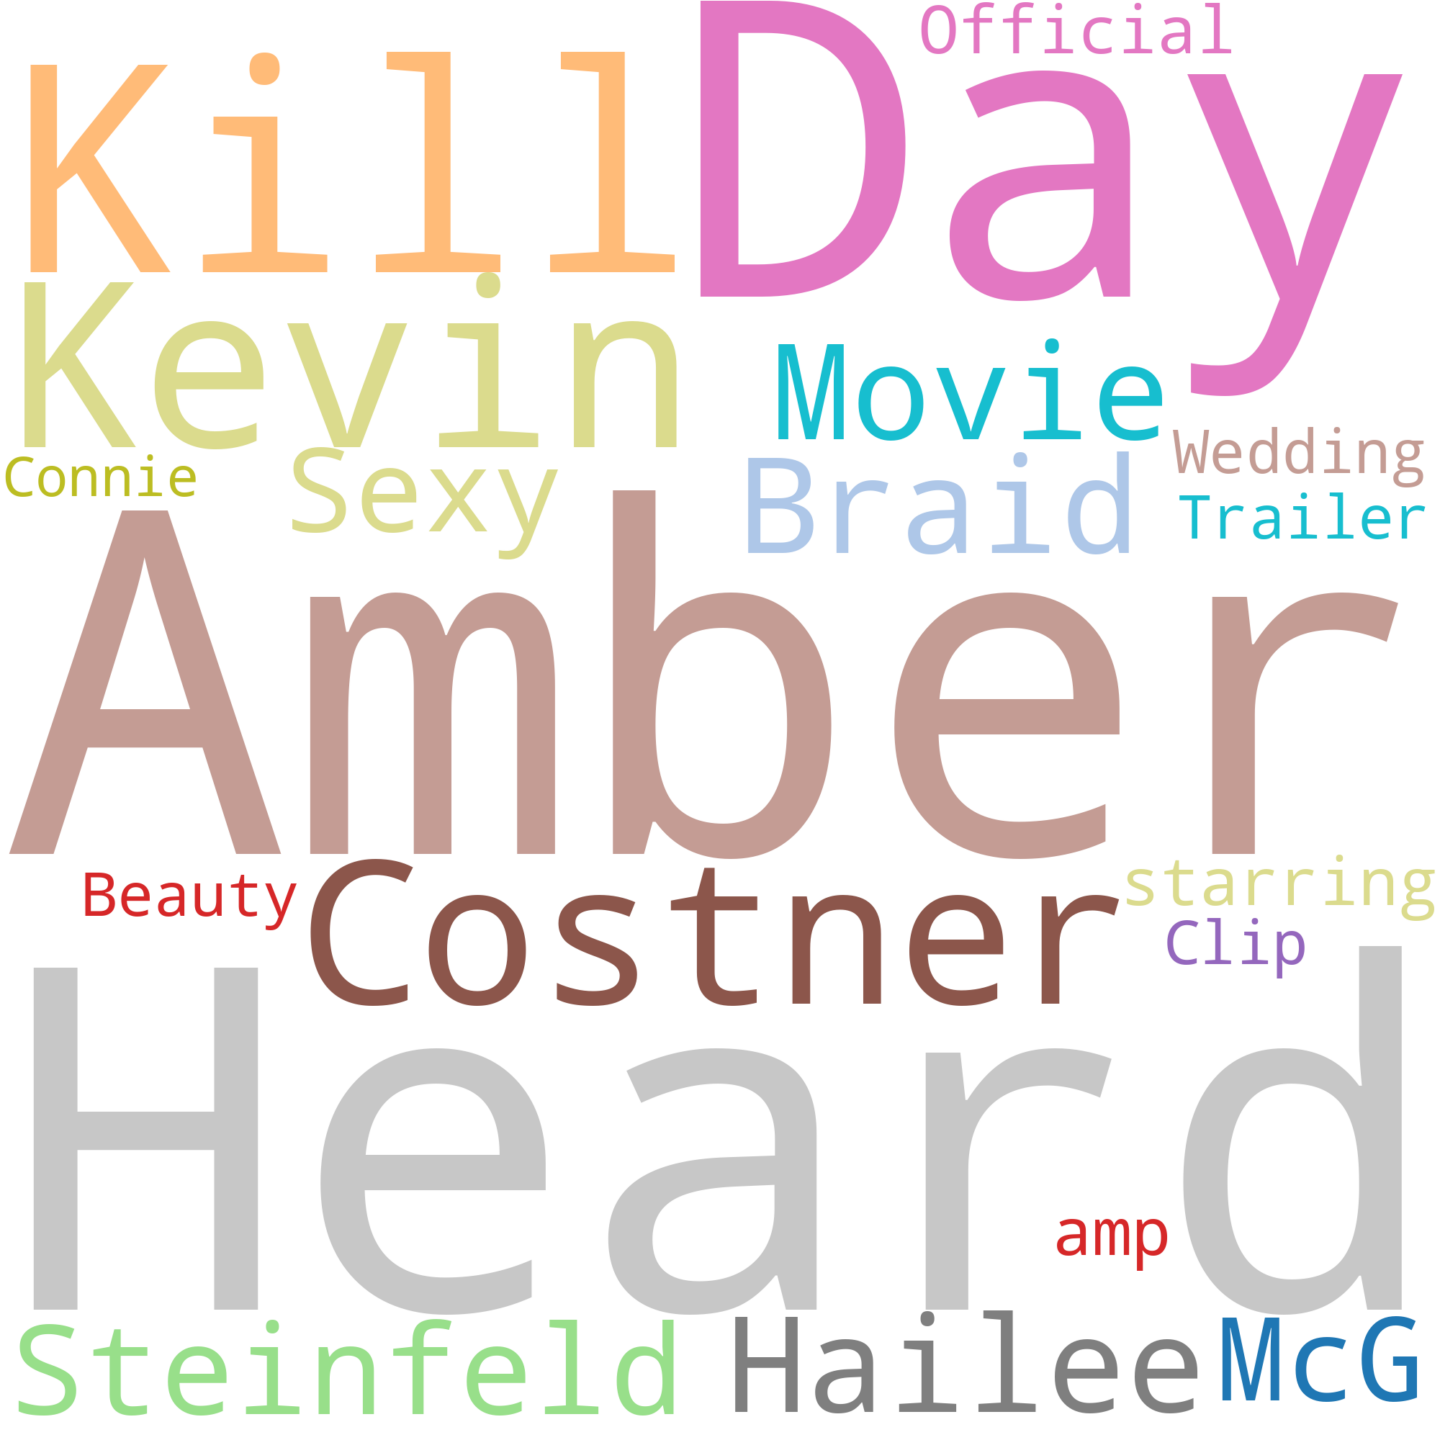 Official
Kill Day
Kevin Movie
Connie Sexy Braid Wedding
Trailer
Amber
Beauty Costner starring
Clip
Heard
amp
Steinfeld Hailee McG